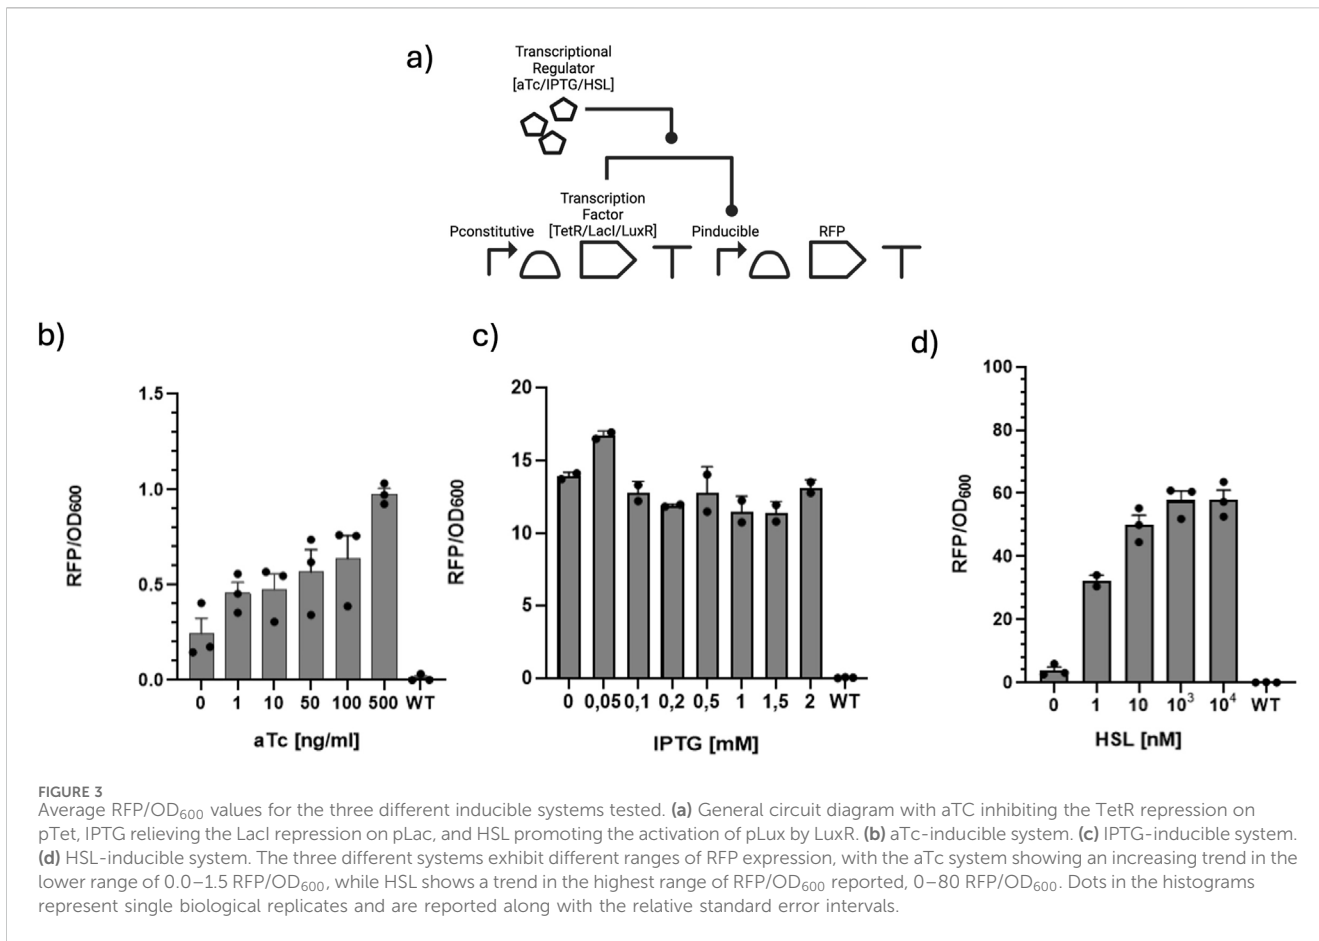 a)
Transcriptional
Regulator
[aTc/IPTG/HSL]
Transcription
Factor
Pconstitutive [TetR/LacI/LuxR] Pinducible RFP
b)
RFP/OD600
1.5
1.0
0.5
0.0
0 1 10 50 100 500 WT
aTc [ng/ml]
c)
RFP/OD600
20
15
10
5
0
0 0,05 0,1 0,2 0,5 1 1,5 2 WT
IPTG [mM]
d)
RFP/OD600
100
80
60
40
20
0
0 1 10 10³ 10⁴ WT
HSL [nM]
FIGURE 3
Average RFP/OD600 values for the three different inducible systems tested. (a) General circuit diagram with aTC inhibiting the TetR repression on
pTet, IPTG relieving the LacI repression on pLac, and HSL promoting the activation of pLux by LuxR. (b) aTc-inducible system. (c) IPTG-inducible system.
(d) HSL-inducible system. The three different systems exhibit different ranges of RFP expression, with the aTc system showing an increasing trend in the
lower range of 0.0–1.5 RFP/OD600, while HSL shows a trend in the highest range of RFP/OD600 reported, 0–80 RFP/OD600. Dots in the histograms
represent single biological replicates and are reported along with the relative standard error intervals.